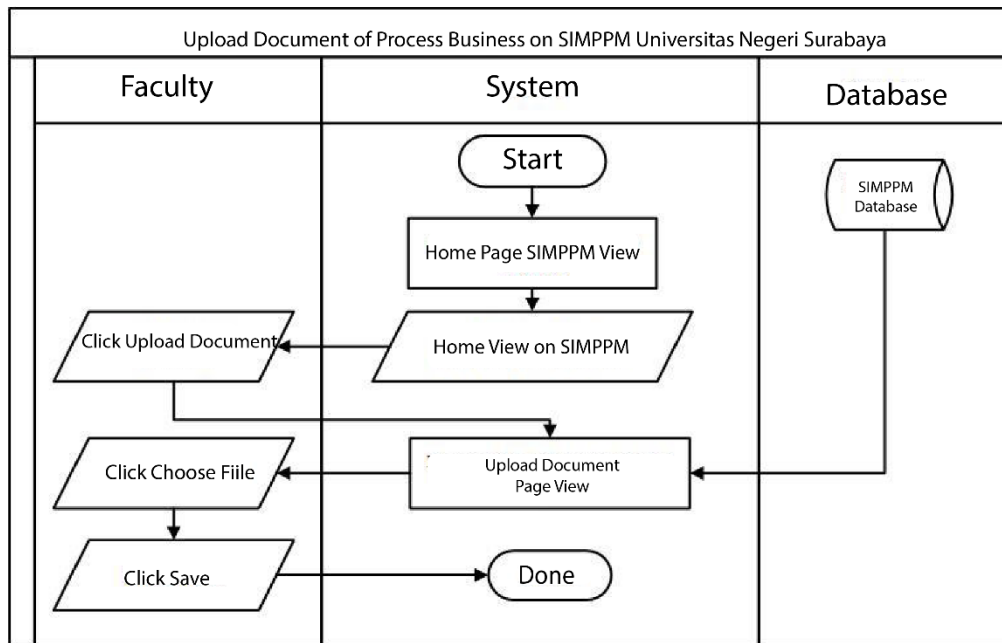 Upload Document of Process Business on SIMPPM Universitas Negeri Surabaya
Faculty
System
Database
Start
SIMPPM
Database
Home Page SIMPPM View
Click Upload Document
Home View on SIMPPM
Click Choose Fiile
Upload Document
Page View
Click Save
Done